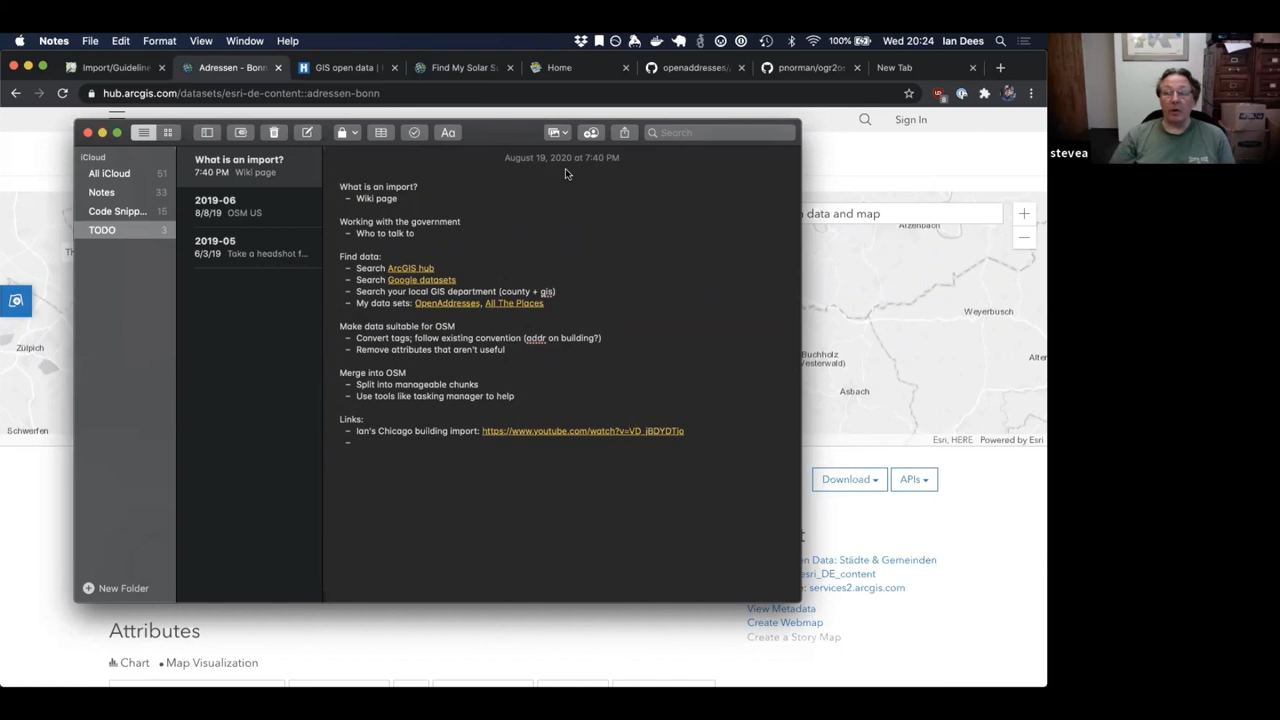 Notes File Edit Format View Window Help 100% Wed 20:24 Ian Dees
Import/Guideline Adressen - Bonn GIS open data | Find My Solar S Home openaddresses/ pnorman/ogr2os New Tab
hub.arcgis.com/datasets/esri-de-content::adressen-bonn
Sign In
Search
stevea
iCloud
All iCloud 51
Notes 33
Code Snipp... 15
TODO 3
New Folder
What is an import?
7:40 PM Wiki page
2019-06
8/8/19 OSM US
2019-05
6/3/19 Take a headshot f...
August 19, 2020 at 7:40 PM
What is an import?
– Wiki page
Working with the government
– Who to talk to
Find data:
– Search ArcGIS hub
– Search Google datasets
– Search your local GIS department (county + gis)
– My data sets: OpenAddresses, All The Places
Make data suitable for OSM
– Convert tags; follow existing convention (addr on building?)
– Remove attributes that aren't useful
Merge into OSM
– Split into manageable chunks
– Use tools like tasking manager to help
Links:
– Ian's Chicago building import: https://www.youtube.com/watch?v=VD_jBDYDTjo
–
data and map
Altenbach
Weyerbusch
Zülpich
Buchholz
Westerwald)
Alte
Asbach
Schwerfen
Esri, HERE | Powered by Esri
Download APIs
en Data: Städte & Gemeinden
esri_DE_content
: services2.arcgis.com
View Metadata
Create Webmap
Create a Story Map
Attributes
Chart Map Visualization